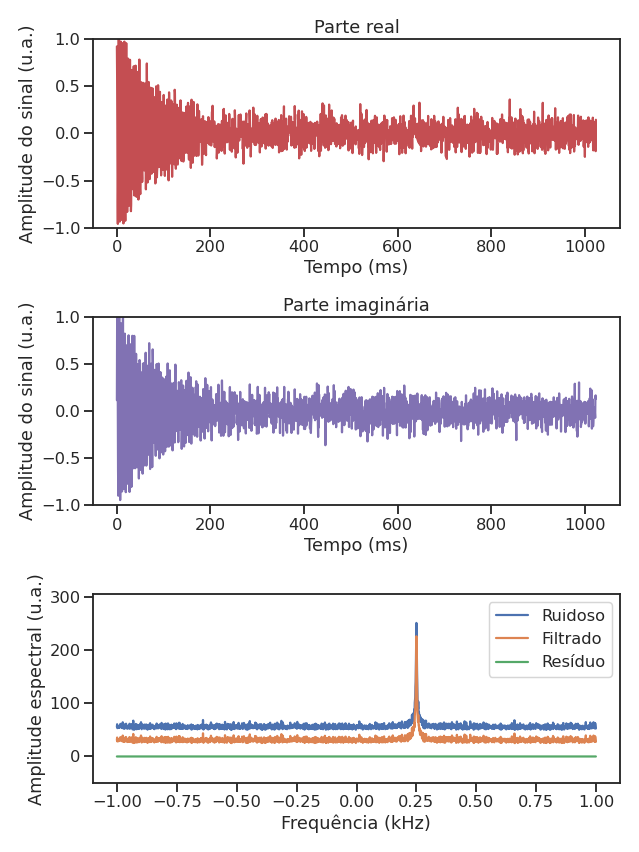 Parte real
Amplitude do sinal (u.a.)
1.0
0.5
0.0
−0.5
−1.0
0 200 400 600 800 1000
Tempo (ms)
Parte imaginária
Amplitude do sinal (u.a.)
1.0
0.5
0.0
−0.5
−1.0
0 200 400 600 800 1000
Tempo (ms)
Amplitude espectral (u.a.)
300
200
100
0
Ruidoso
Filtrado
Resíduo
−1.00 −0.75 −0.50 −0.25 0.00 0.25 0.50 0.75 1.00
Frequência (kHz)